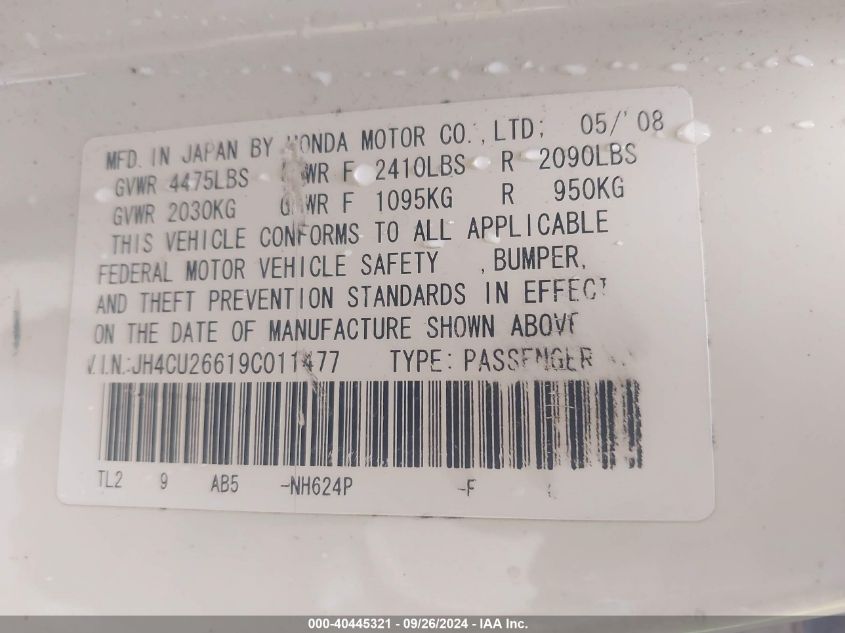 MFD. IN JAPAN BY HONDA MOTOR CO.,LTD; 05/'08
GVWR 4475LBS GAWR F 2410LBS R 2090LBS
GVWR 2030KG GAWR F 1095KG R 950KG
THIS VEHICLE CONFORMS TO ALL APPLICABLE
FEDERAL MOTOR VEHICLE SAFETY ,BUMPER,
AND THEFT PREVENTION STANDARDS IN EFFECT
ON THE DATE OF MANUFACTURE SHOWN ABOVE
V.I.N.:JH4CU26619C011477 TYPE: PASSENGER
TL2 9 AB5 -NH624P -F
000-40445321 - 09/26/2024 - IAA Inc.